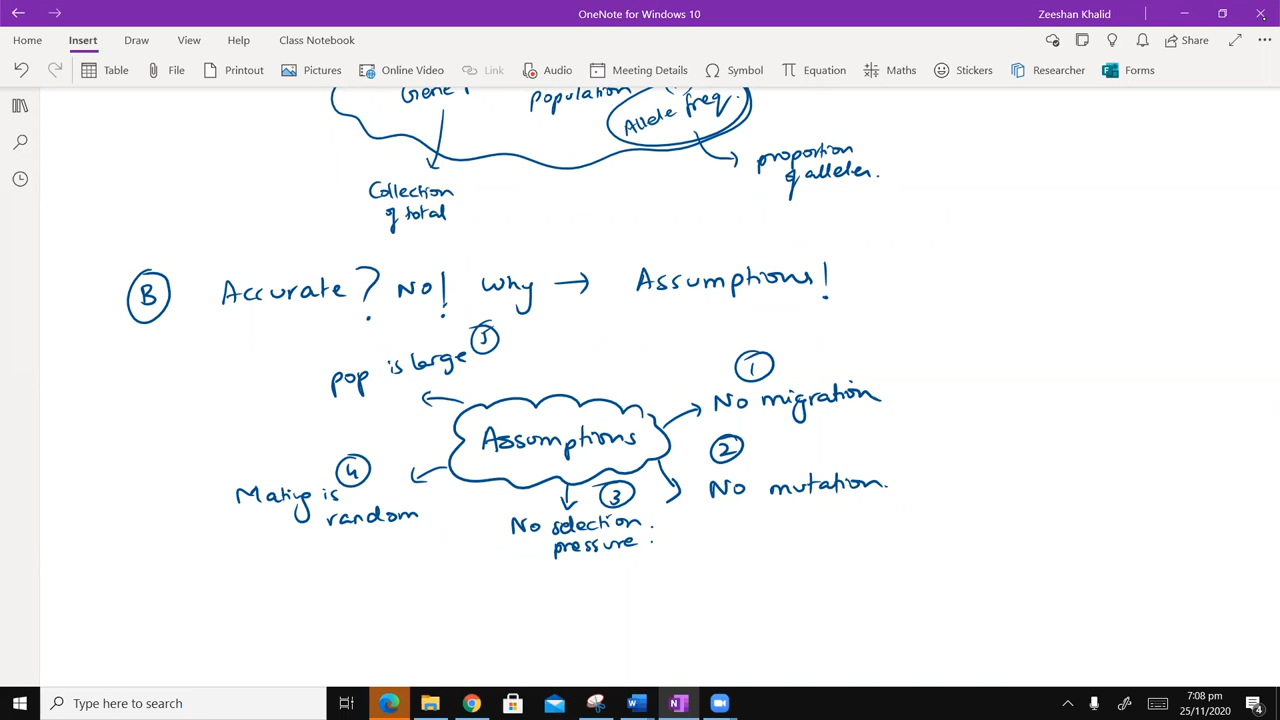 OneNote for Windows 10
Zeeshan Khalid
Home Insert Draw View Help Class Notebook
Share
Table File Printout Pictures Online Video Link Audio Meeting Details Symbol Equation Maths Stickers Researcher Forms
Gene
population
Allele freq.
proportion
of alleles.
Collection
of total
B Accurate? No! Why → Assumptions!
5
pop is large
1
No migration
Assumptions
2
No mutation.
4
Mating is
random
3
No selection.
pressure.
Type here to search
7:08 pm
25/11/2020
4